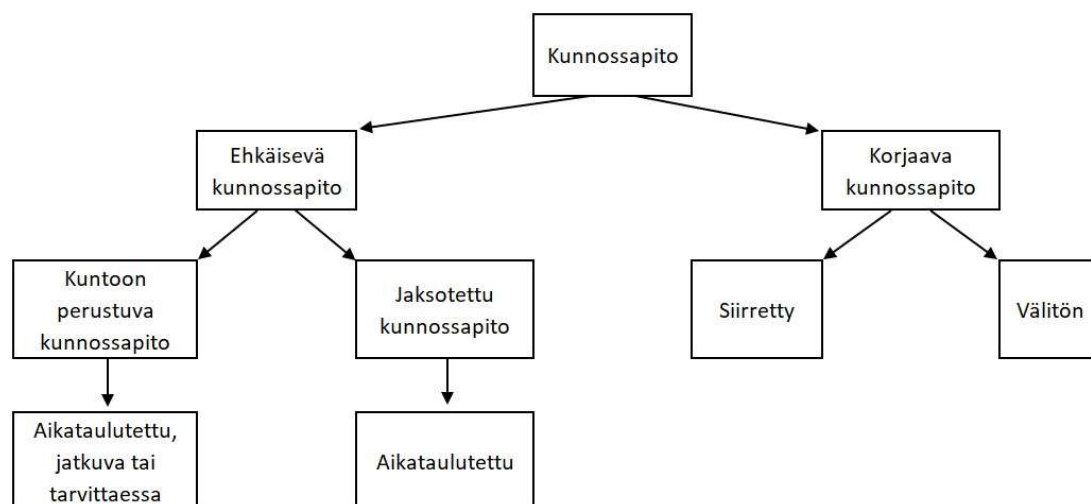 Kunnossapito
Ehkäisevä
kunnossapito
Korjaava
kunnossapito
Kuntoon
perustuva
kunnossapito
Jaksotettu
kunnossapito
Siirretty
Välitön
Aikataulutettu,
jatkuva tai
tarvittaessa
Aikataulutettu